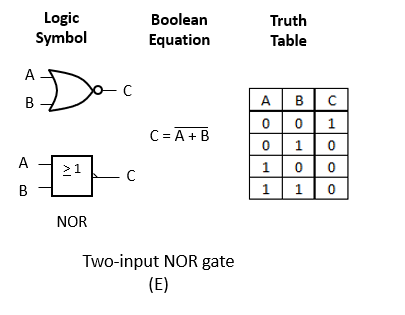 Logic Symbol
Boolean Equation
Truth Table
A
B
C
C = \overline{A + B}
A B C
0 0 1
0 1 0
1 0 0
1 1 0
A
B
≥1
C
NOR
Two-input NOR gate
(E)